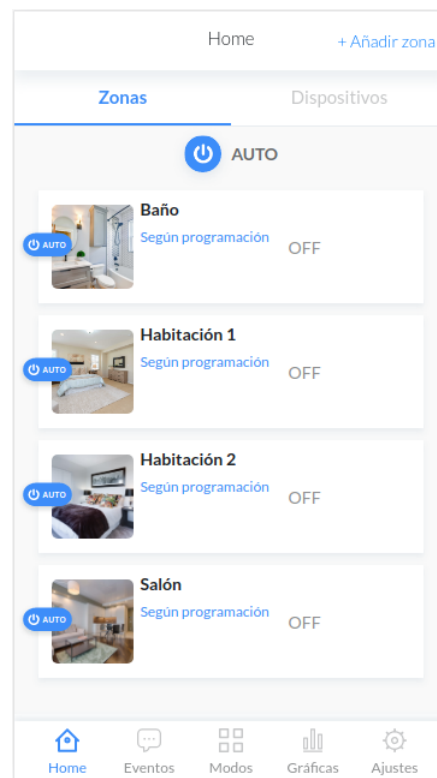 Home
+ Añadir zona
Zonas
Dispositivos
AUTO
Baño
Según programación
OFF
AUTO
Habitación 1
Según programación
OFF
AUTO
Habitación 2
Según programación
OFF
AUTO
Salón
Según programación
OFF
AUTO
Home
Eventos
Modos
Gráficas
Ajustes